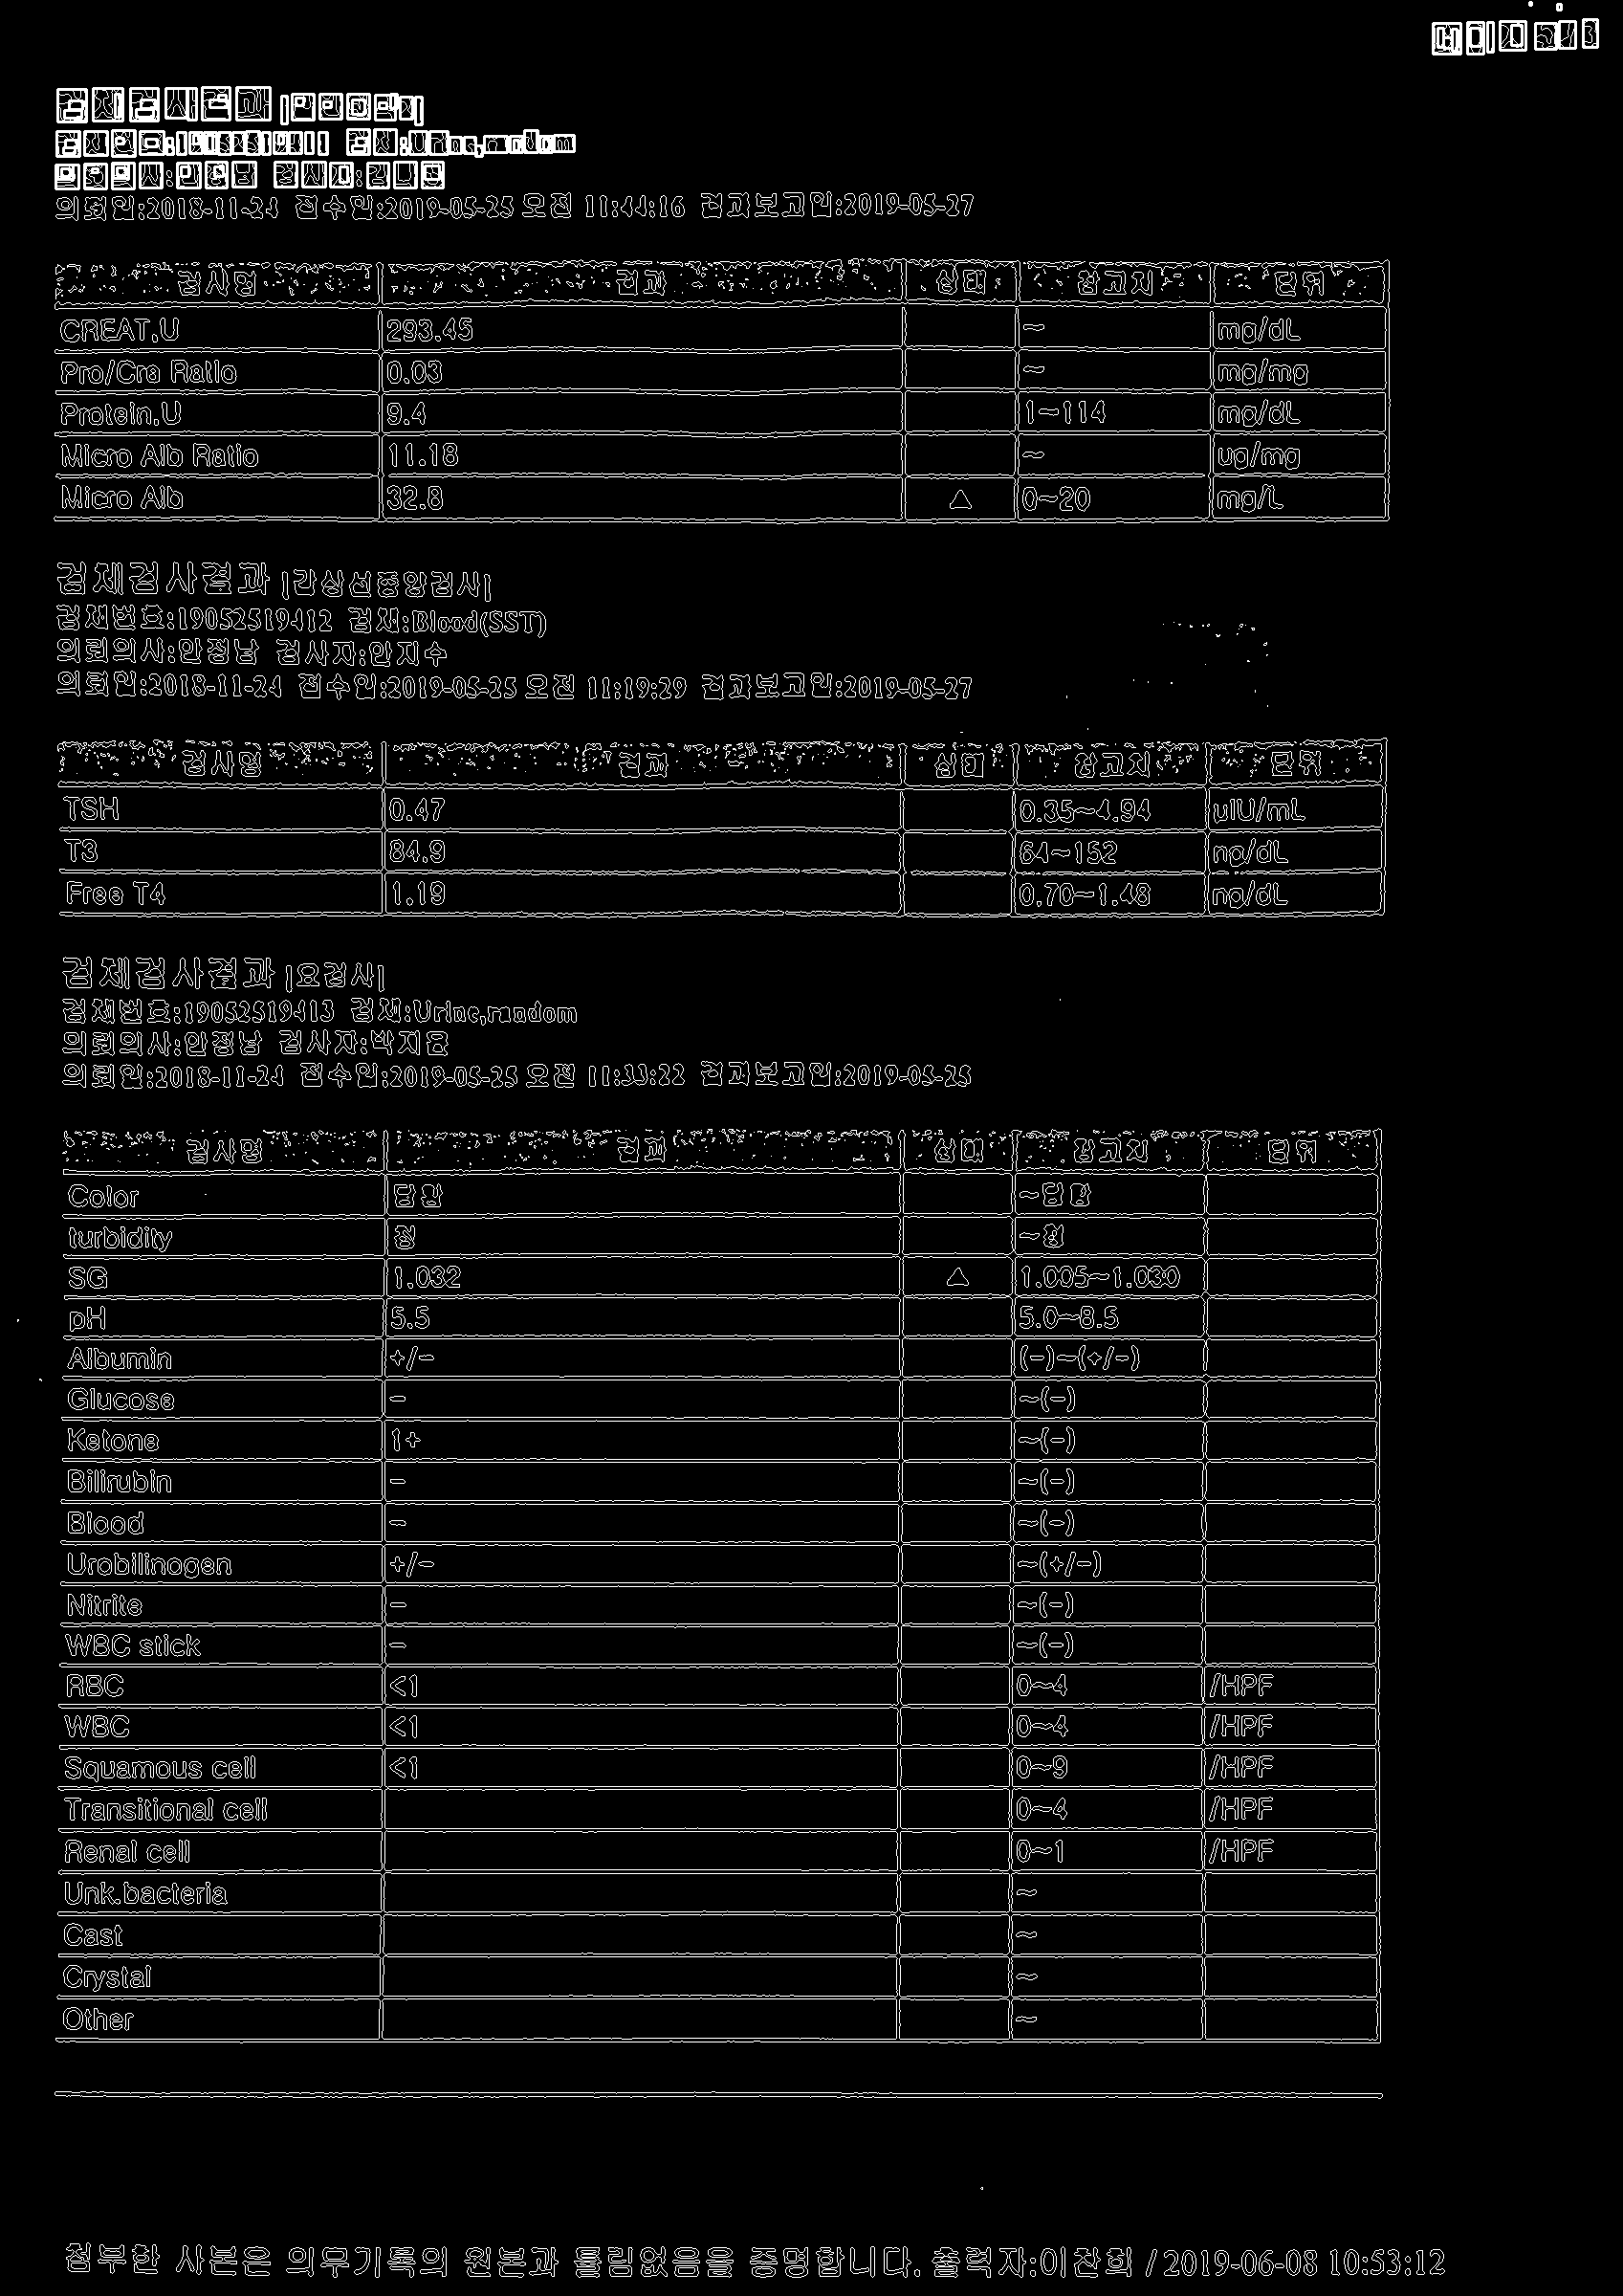 검체검사결과
검체:Urine,random
의뢰일:2018-11-24 접수일:2019-05-25 오전 11:44:16 결과보고일:2019-05-27
검사명 결과 상태 참고치 단위
CREAT,U 293.45 ~ mg/dL
Pro/Cre Ratio 0.03 ~ mg/mg
Protein,U 9.4 1~114 mg/dL
Micro Alb Ratio 11.18 ~ ug/mg
Micro Alb 32.8 △ 0~20 mg/L
검체검사결과 [갑상선종양검사]
검체번호:19052519412 검체:Blood(SST)
의뢰의사:안정남 검사자:안지수
의뢰일:2018-11-24 접수일:2019-05-25 오전 11:19:29 결과보고일:2019-05-27
검사명 결과 상태 참고치 단위
TSH 0.47 0.35~4.94 uIU/mL
T3 84.9 64~152 ng/dL
Free T4 1.19 0.70~1.48 ng/dL
검체검사결과 [요검사]
검체번호:19052519413 검체:Urine,random
의뢰의사:안정남 검사자:박지윤
의뢰일:2018-11-24 접수일:2019-05-25 오전 11:33:22 결과보고일:2019-05-25
검사명 결과 상태 참고치 단위
Color 담황 ~담황
turbidity 청 ~청
SG 1.032 △ 1.005~1.030
pH 5.5 5.0~8.5
Albumin +/- (-)~(+/-)
Glucose - ~(-)
Ketone 1+ ~(-)
Bilirubin - ~(-)
Blood - ~(-)
Urobilinogen +/- ~(+/-)
Nitrite - ~(-)
WBC stick - ~(-)
RBC <1 0~4 /HPF
WBC <1 0~4 /HPF
Squamous cell <1 0~9 /HPF
Transitional cell 0~4 /HPF
Renal cell 0~1 /HPF
Unk.bacteria ~
Cast ~
Crystal ~
Other ~
첨부한 사본은 의무기록의 원본과 틀림없음을 증명합니다. 출력자:이찬희 / 2019-06-08 10:53:12